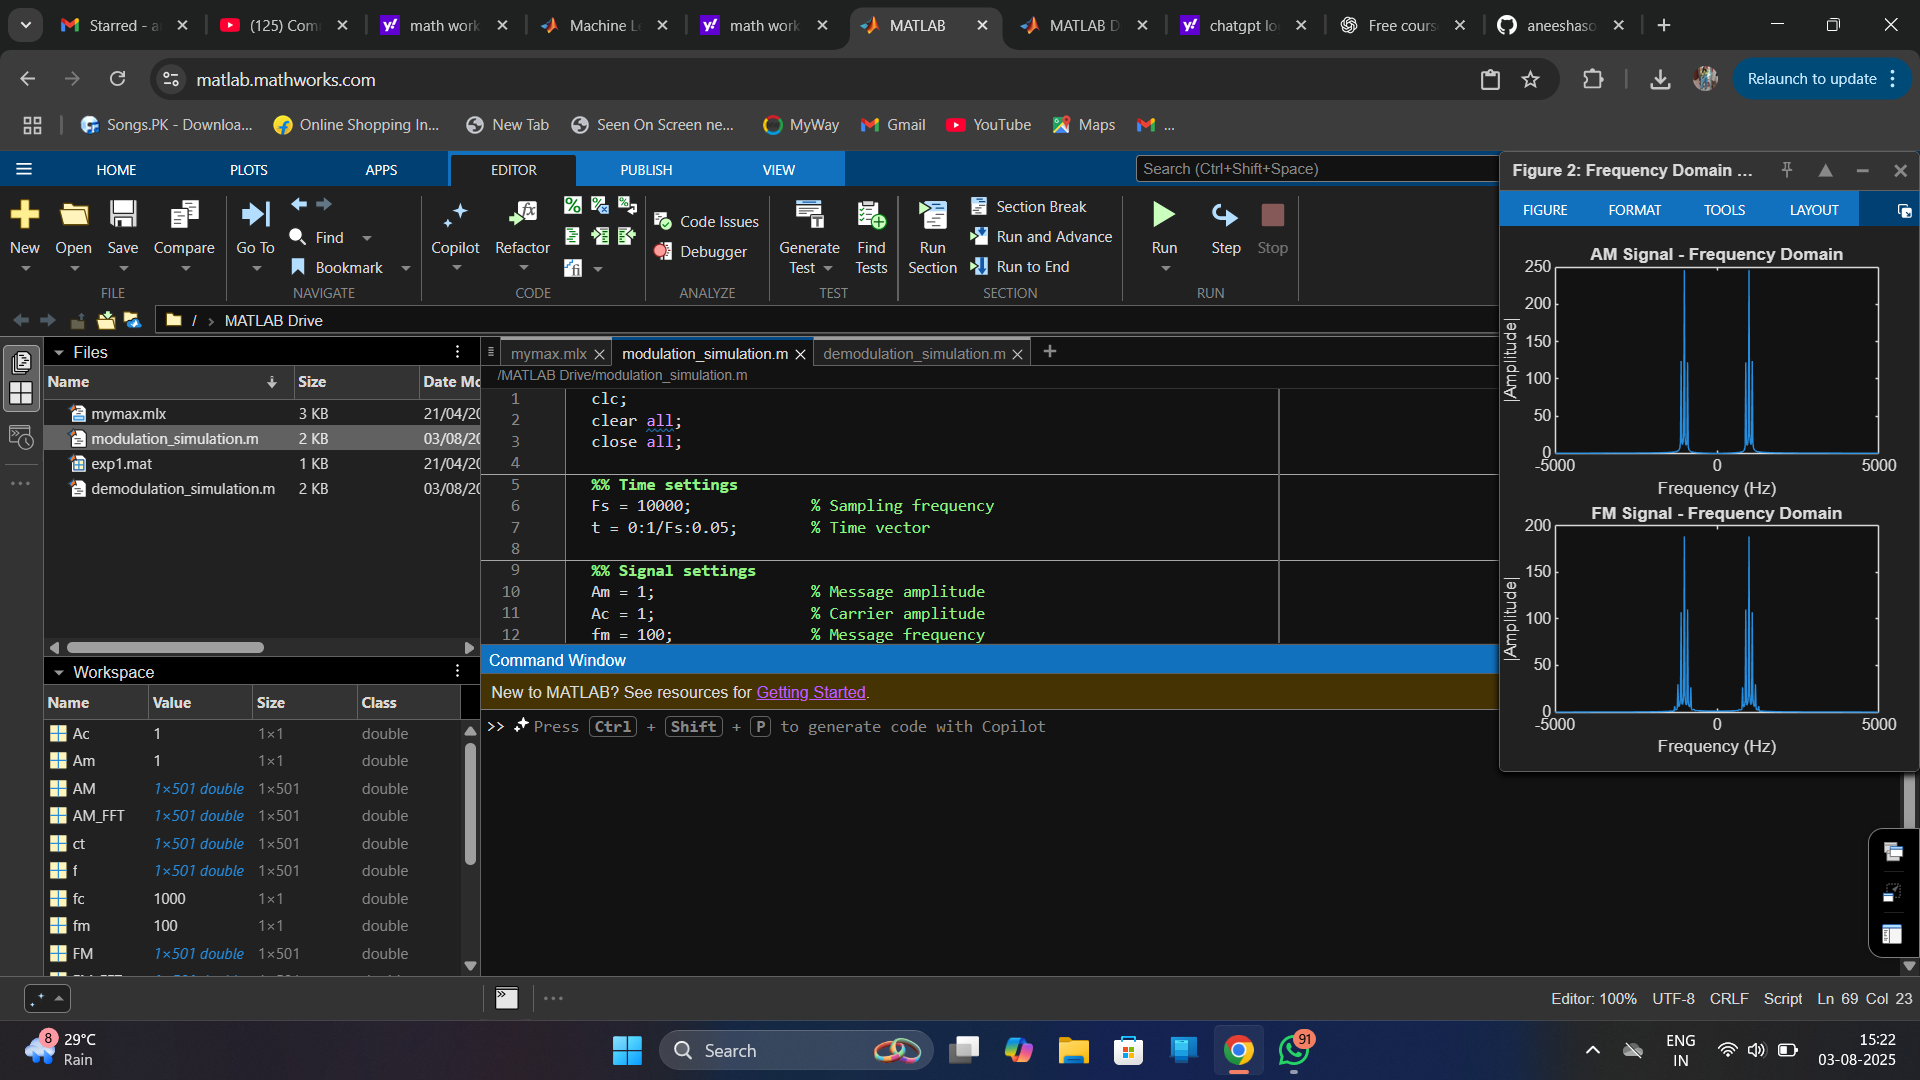 Starred - a
(125) Com
math work
Machine Le
math work
MATLAB
MATLAB D
chatgpt lo
Free cours
aneeshaso
matlab.mathworks.com
Relaunch to update
Songs.PK - Downloa...
Online Shopping In...
New Tab
Seen On Screen ne...
MyWay
Gmail
YouTube
Maps
...
HOME
PLOTS
APPS
EDITOR
PUBLISH
VIEW
Search (Ctrl+Shift+Space)
New
Open
Save
Compare
FILE
Go To
Find
Bookmark
NAVIGATE
Copilot
Refactor
CODE
Code Issues
Debugger
ANALYZE
Generate
Test
Find
Tests
TEST
Run
Section
Section Break
Run and Advance
Run to End
SECTION
Run
Step
Stop
RUN
/ › MATLAB Drive
Files
Name Size Date Mo
mymax.mlx 3 KB 21/04/20
modulation_simulation.m 2 KB 03/08/20
exp1.mat 1 KB 21/04/20
demodulation_simulation.m 2 KB 03/08/20
Workspace
Name Value Size Class
Ac 1 1×1 double
Am 1 1×1 double
AM 1×501 double 1×501 double
AM_FFT 1×501 double 1×501 double
ct 1×501 double 1×501 double
f 1×501 double 1×501 double
fc 1000 1×1 double
fm 100 1×1 double
FM 1×501 double 1×501 double
mymax.mlx
modulation_simulation.m
demodulation_simulation.m
/MATLAB Drive/modulation_simulation.m
1 clc;
2 clear all;
3 close all;
4
5 %% Time settings
6 Fs = 10000; % Sampling frequency
7 t = 0:1/Fs:0.05; % Time vector
8
9 %% Signal settings
10 Am = 1; % Message amplitude
11 Ac = 1; % Carrier amplitude
12 fm = 100; % Message frequency
Command Window
New to MATLAB? See resources for Getting Started.
>> Press Ctrl + Shift + P to generate code with Copilot
Figure 2: Frequency Domain ...
FIGURE
FORMAT
TOOLS
LAYOUT
AM Signal - Frequency Domain
250
200
150
100
50
0
|Amplitude|
-5000 0 5000
Frequency (Hz)
FM Signal - Frequency Domain
200
150
100
50
0
|Amplitude|
-5000 0 5000
Frequency (Hz)
Editor: 100% UTF-8 CRLF Script Ln 69 Col 23
8
29°C
Rain
Search
91
ENG
IN
15:22
03-08-2025